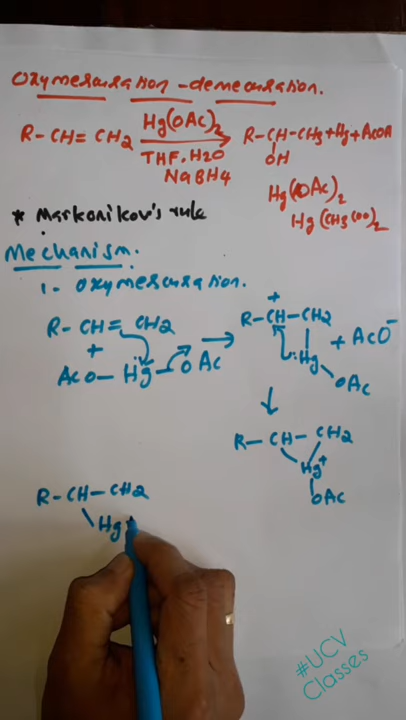 Oxymercuration - demercuration.
R-CH=CH2 Hg(OAc)2 R-CH-CH3+Hg+AcOH
THF.H2O OH
NaBH4
Hg(OAc)2
Hg(CH3COO)2
* Markonikov's rule
Mechanism.
1- Oxymercuration.
R-CH=CH2 + R-CH-CH2 + AcO-
+
AcO-Hg-OAc Hg
OAc
R-CH-CH2
Hg+
OAc
R-CH-CH2
Hg
#UCV
Classes